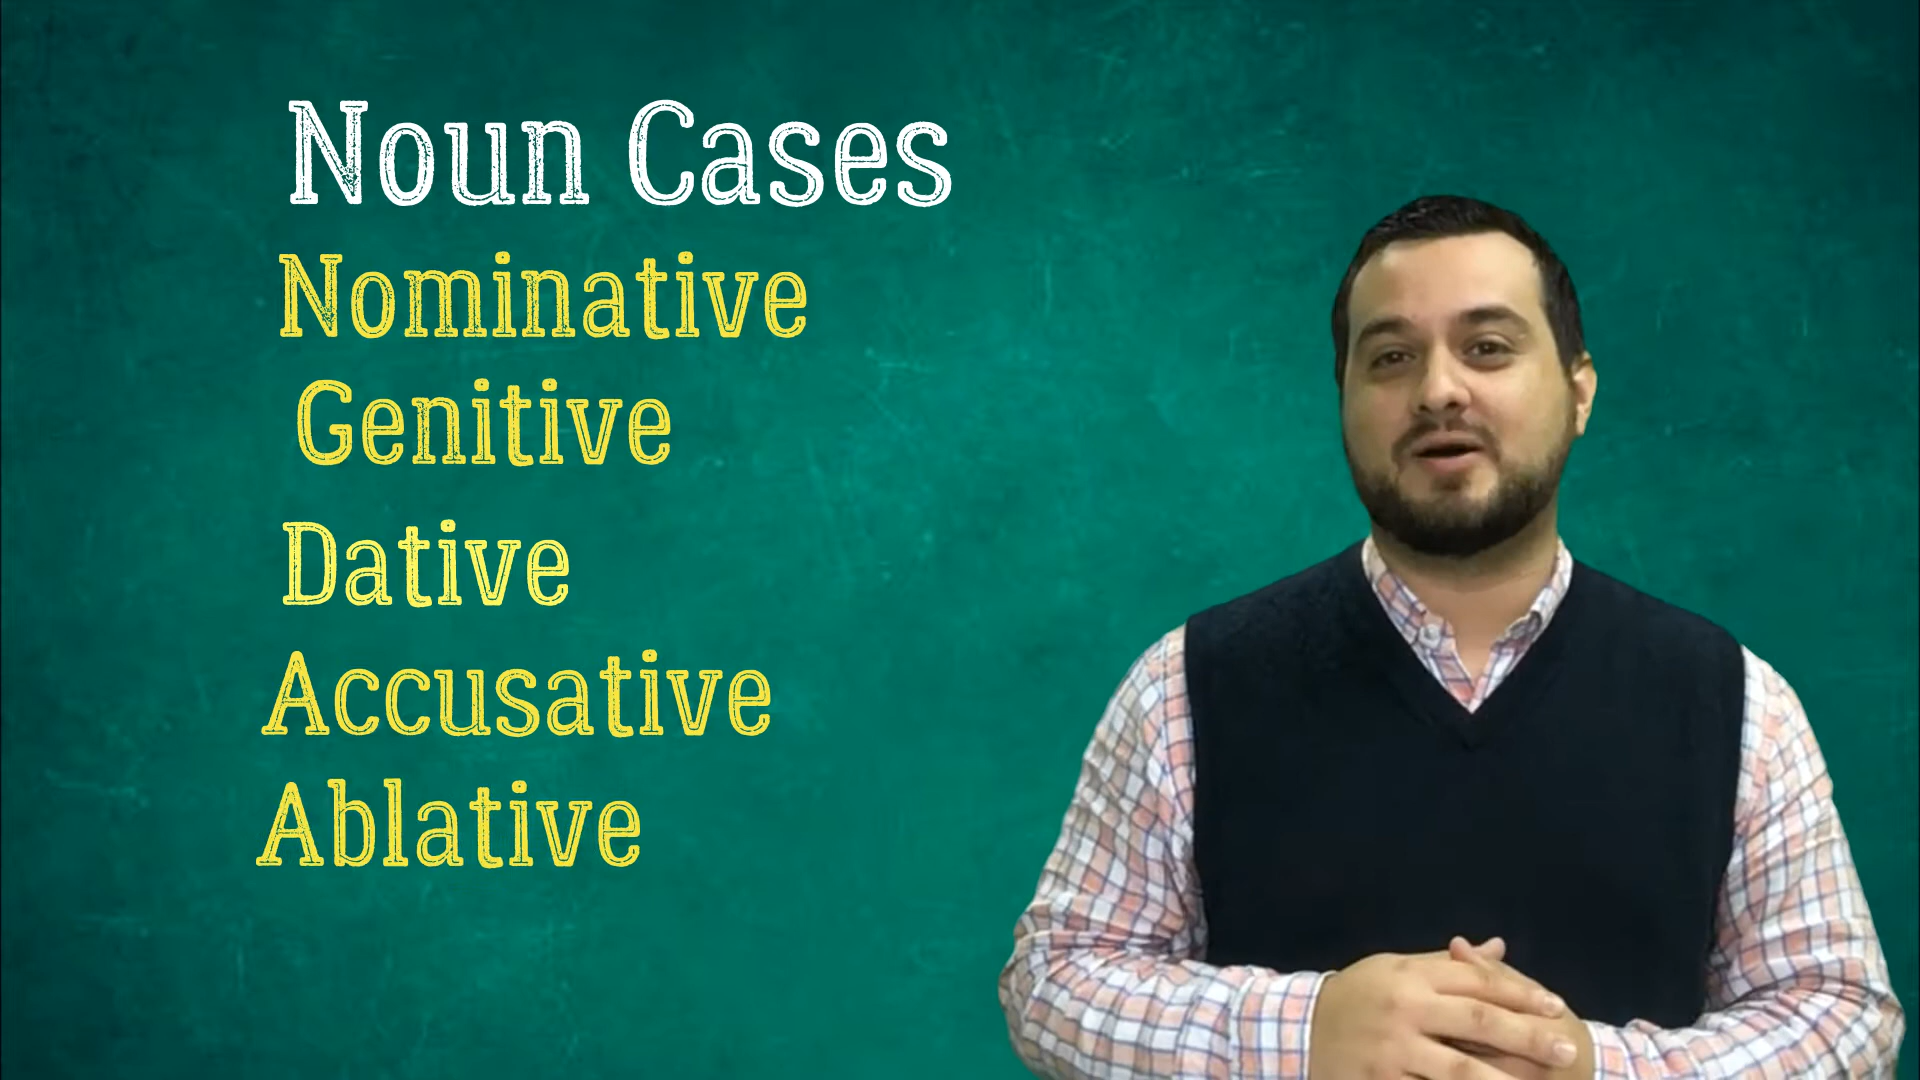 Noun Cases
Nominative
Genitive
Dative
Accusative
Ablative